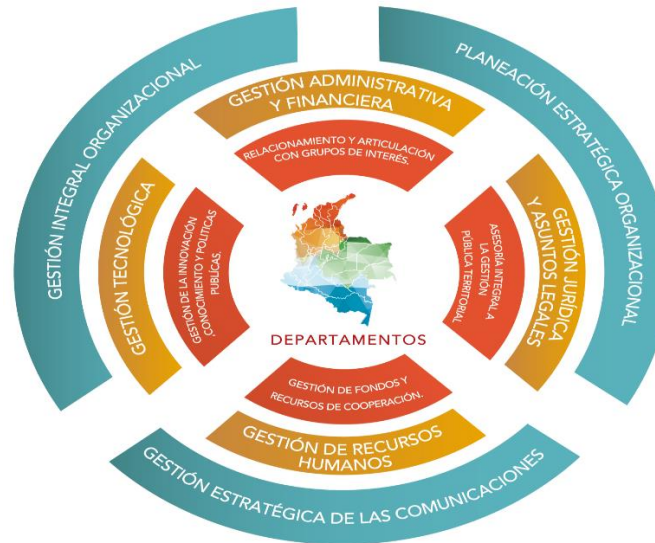 GESTIÓN INTEGRAL ORGANIZACIONAL
PLANEACIÓN ESTRATÉGICA ORGANIZACIONAL
GESTIÓN ADMINISTRATIVA
Y FINANCIERA
RELACIONAMIENTO Y ARTICULACIÓN
CON GRUPOS DE INTERÉS.
GESTIÓN TECNOLÓGICA
GESTIÓN DE LA INNOVACIÓN
,CONOCIMIENTO Y POLITICAS
PUBLÍCAS.
ASESORÍA INTEGRAL A
LA GESTIÓN
PÚBLICA TERRITORIAL
GESTIÓN JURÍDICA
Y ASUNTOS LEGALES
DEPARTAMENTOS
GESTIÓN DE FONDOS Y
RECURSOS DE COOPERACIÓN.
GESTIÓN DE RECURSOS
HUMANOS
GESTIÓN ESTRATÉGICA DE LAS COMUNICACIONES